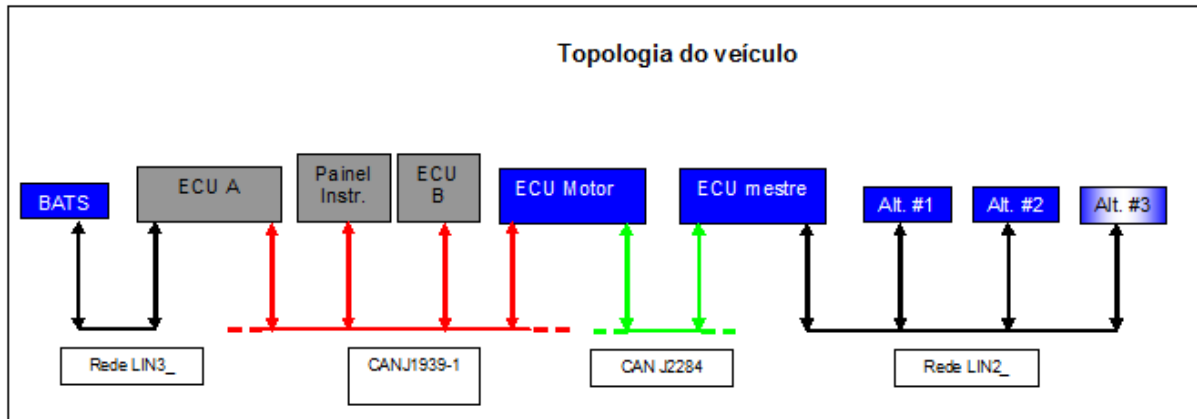 Topologia do veículo
BATS
ECU A
Painel
Instr.
ECU
B
ECU Motor
ECU mestre
Alt. #1
Alt. #2
Alt. #3
Rede LIN3_
CANJ1939-1
CAN J2284
Rede LIN2_